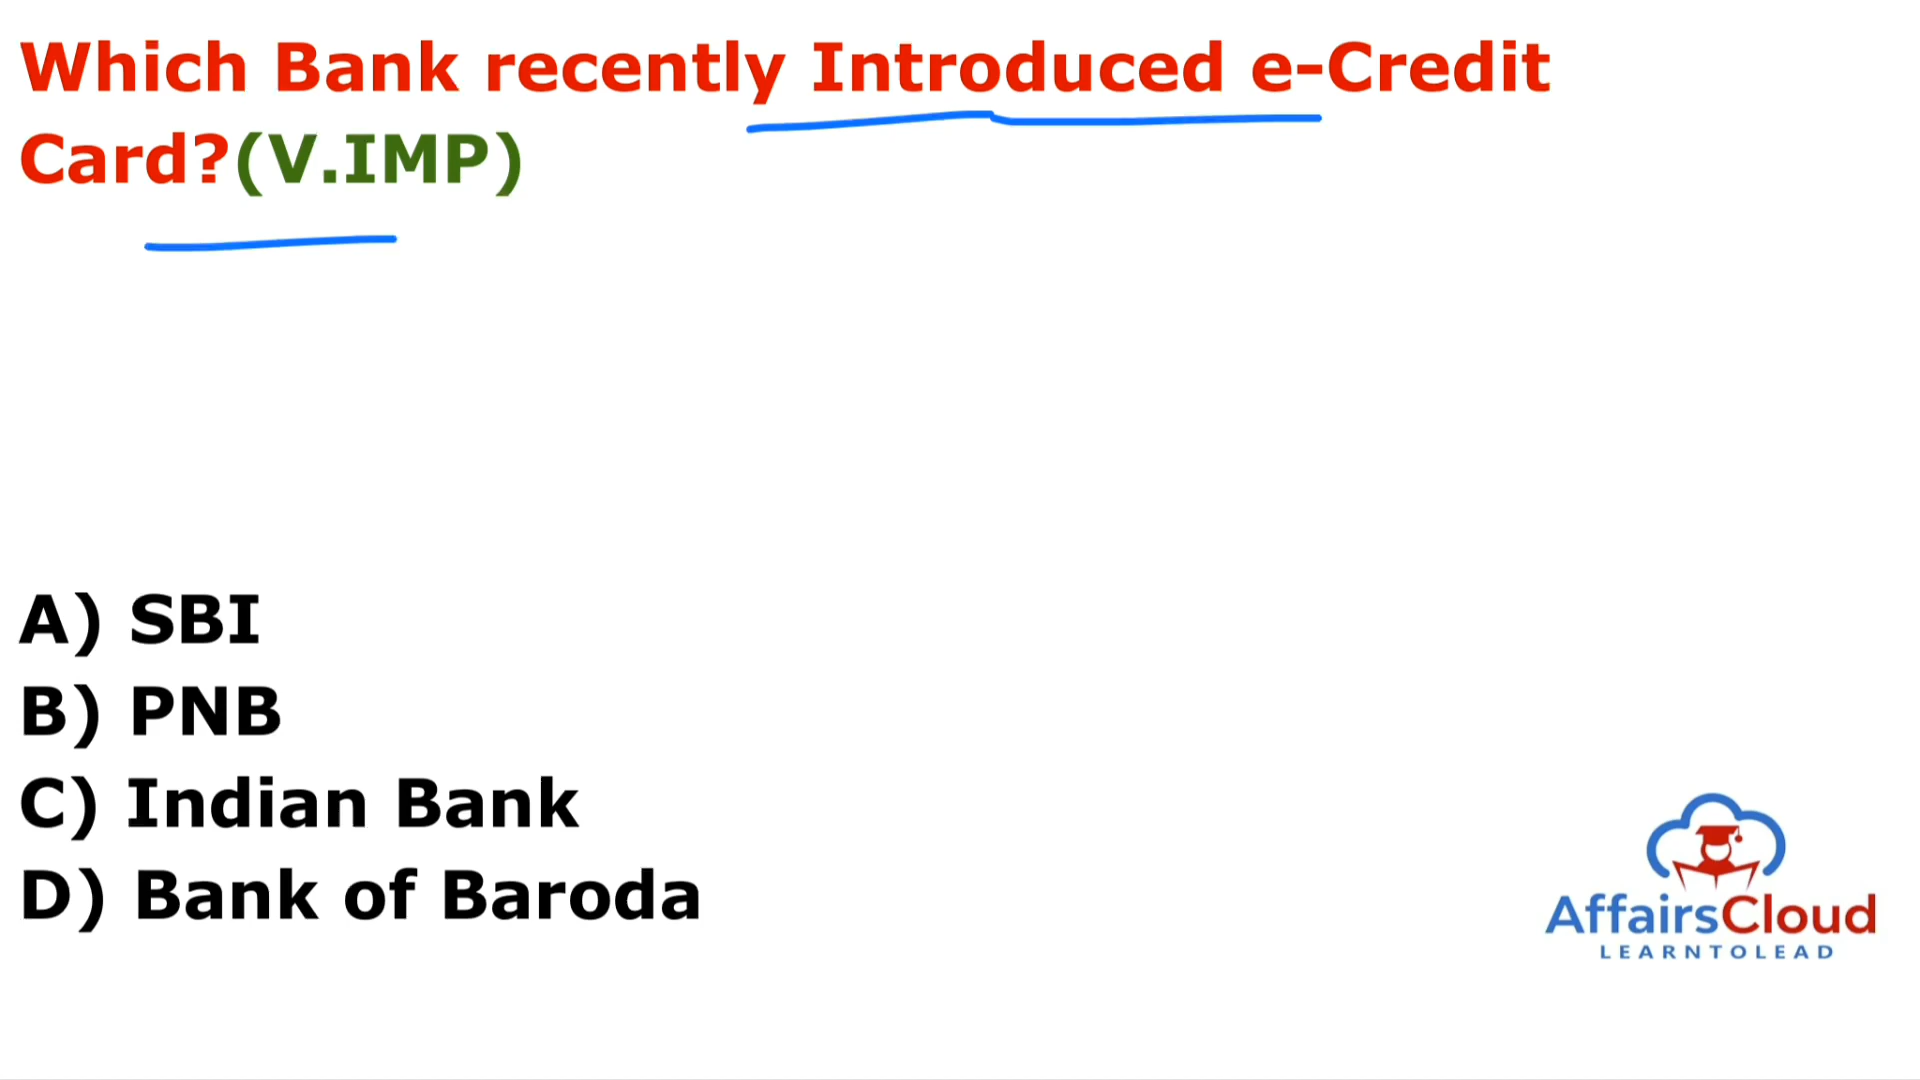 Which Bank recently Introduced e-Credit
Card?(V.IMP)
A) SBI
B) PNB
C) Indian Bank
D) Bank of Baroda
AffairsCloud
LEARNTOLEAD